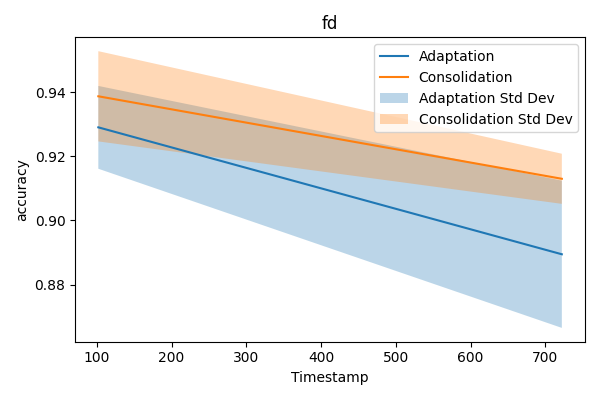 fd
Adaptation
Consolidation
Adaptation Std Dev
Consolidation Std Dev
accuracy
0.94
0.92
0.90
0.88
100 200 300 400 500 600 700
Timestamp